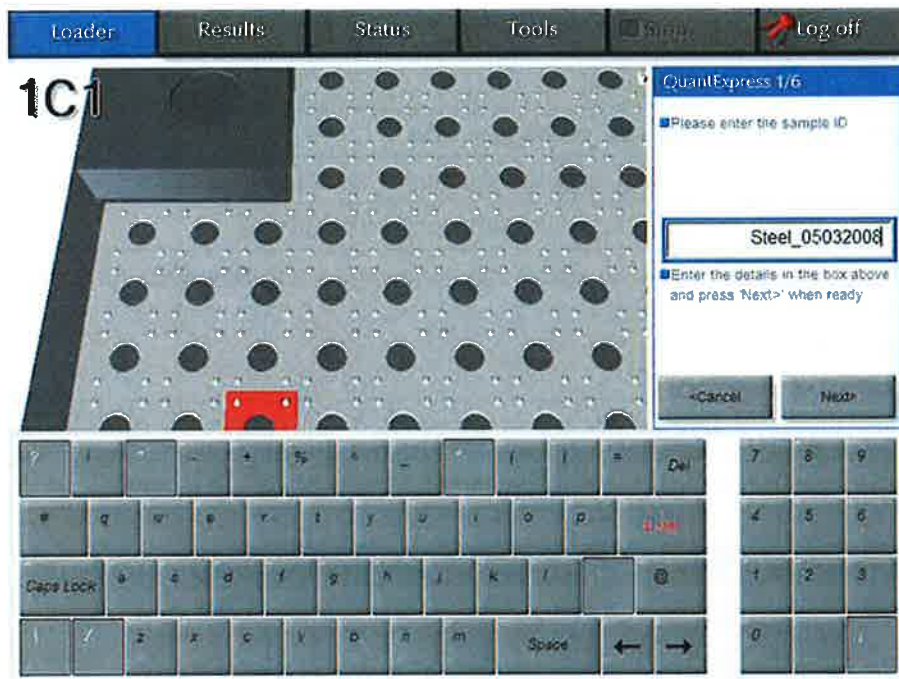 Loader
Results
Status
Tools
Log off
1C1
QuantExpress 1/6
Please enter the sample ID
Steel_05032008
Enter the details in the box above
and press 'Next>' when ready
<Cancel
Next>
? ! " - ± % ^ _ * ( ) = Del
# q w e r t y u i o p
Caps Lock a s d f g h j k l @
\ / z x c v b n m Space ← →
7 8 9
4 5 6
1 2 3
0